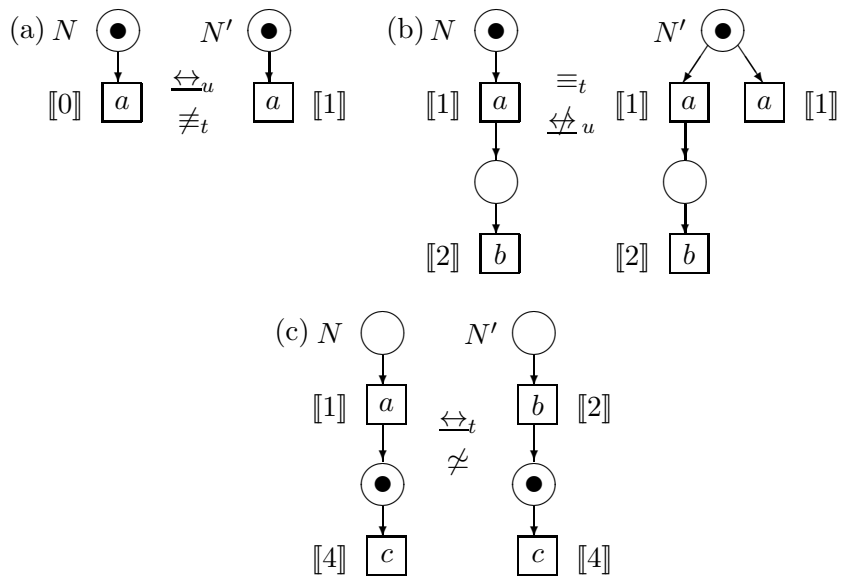 (a) N N′ (b) N N′
⟦0⟧ a ↔̲ᵤ a ⟦1⟧ ⟦1⟧ a ≡ₜ ⟦1⟧ a a ⟦1⟧
≢ₜ ↮̲ᵤ
⟦2⟧ b ⟦2⟧ b
(c) N N′
⟦1⟧ a ↔̲ₜ b ⟦2⟧
≄
⟦4⟧ c c ⟦4⟧